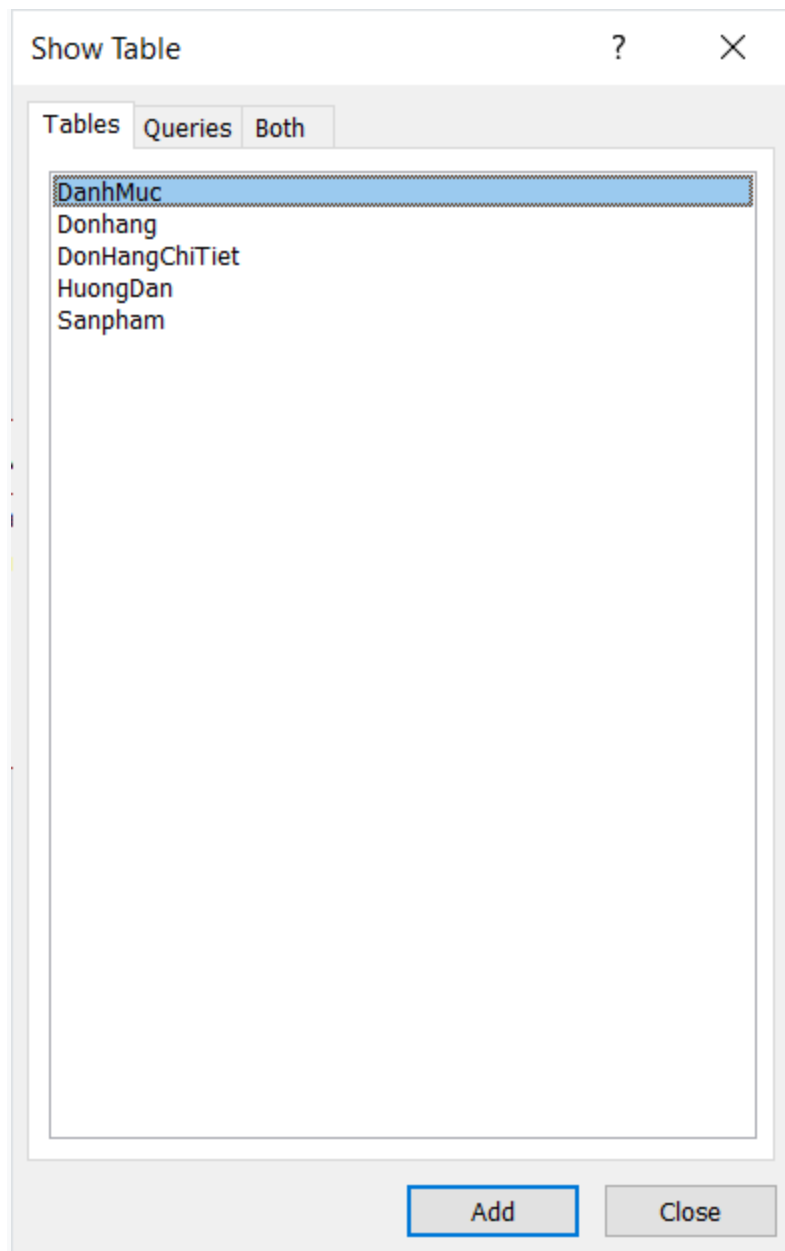 Show Table ?
Tables Queries Both
DanhMuc
Donhang
DonHangChiTiet
HuongDan
Sanpham
Add Close